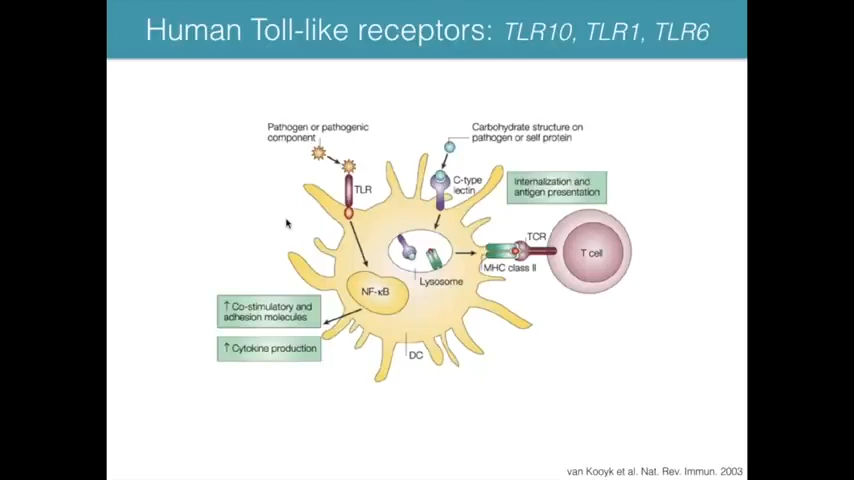 Human Toll-like receptors: TLR10, TLR1, TLR6
Pathogen or pathogenic
component
Carbohydrate structure on
pathogen or self protein
TLR
C-type
lectin
Internalization and
antigen presentation
TCR
T cell
MHC class II
Lysosome
NF-κB
↑ Co-stimulatory and
adhesion molecules
↑ Cytokine production
DC
van Kooyk et al. Nat. Rev. Immun. 2003